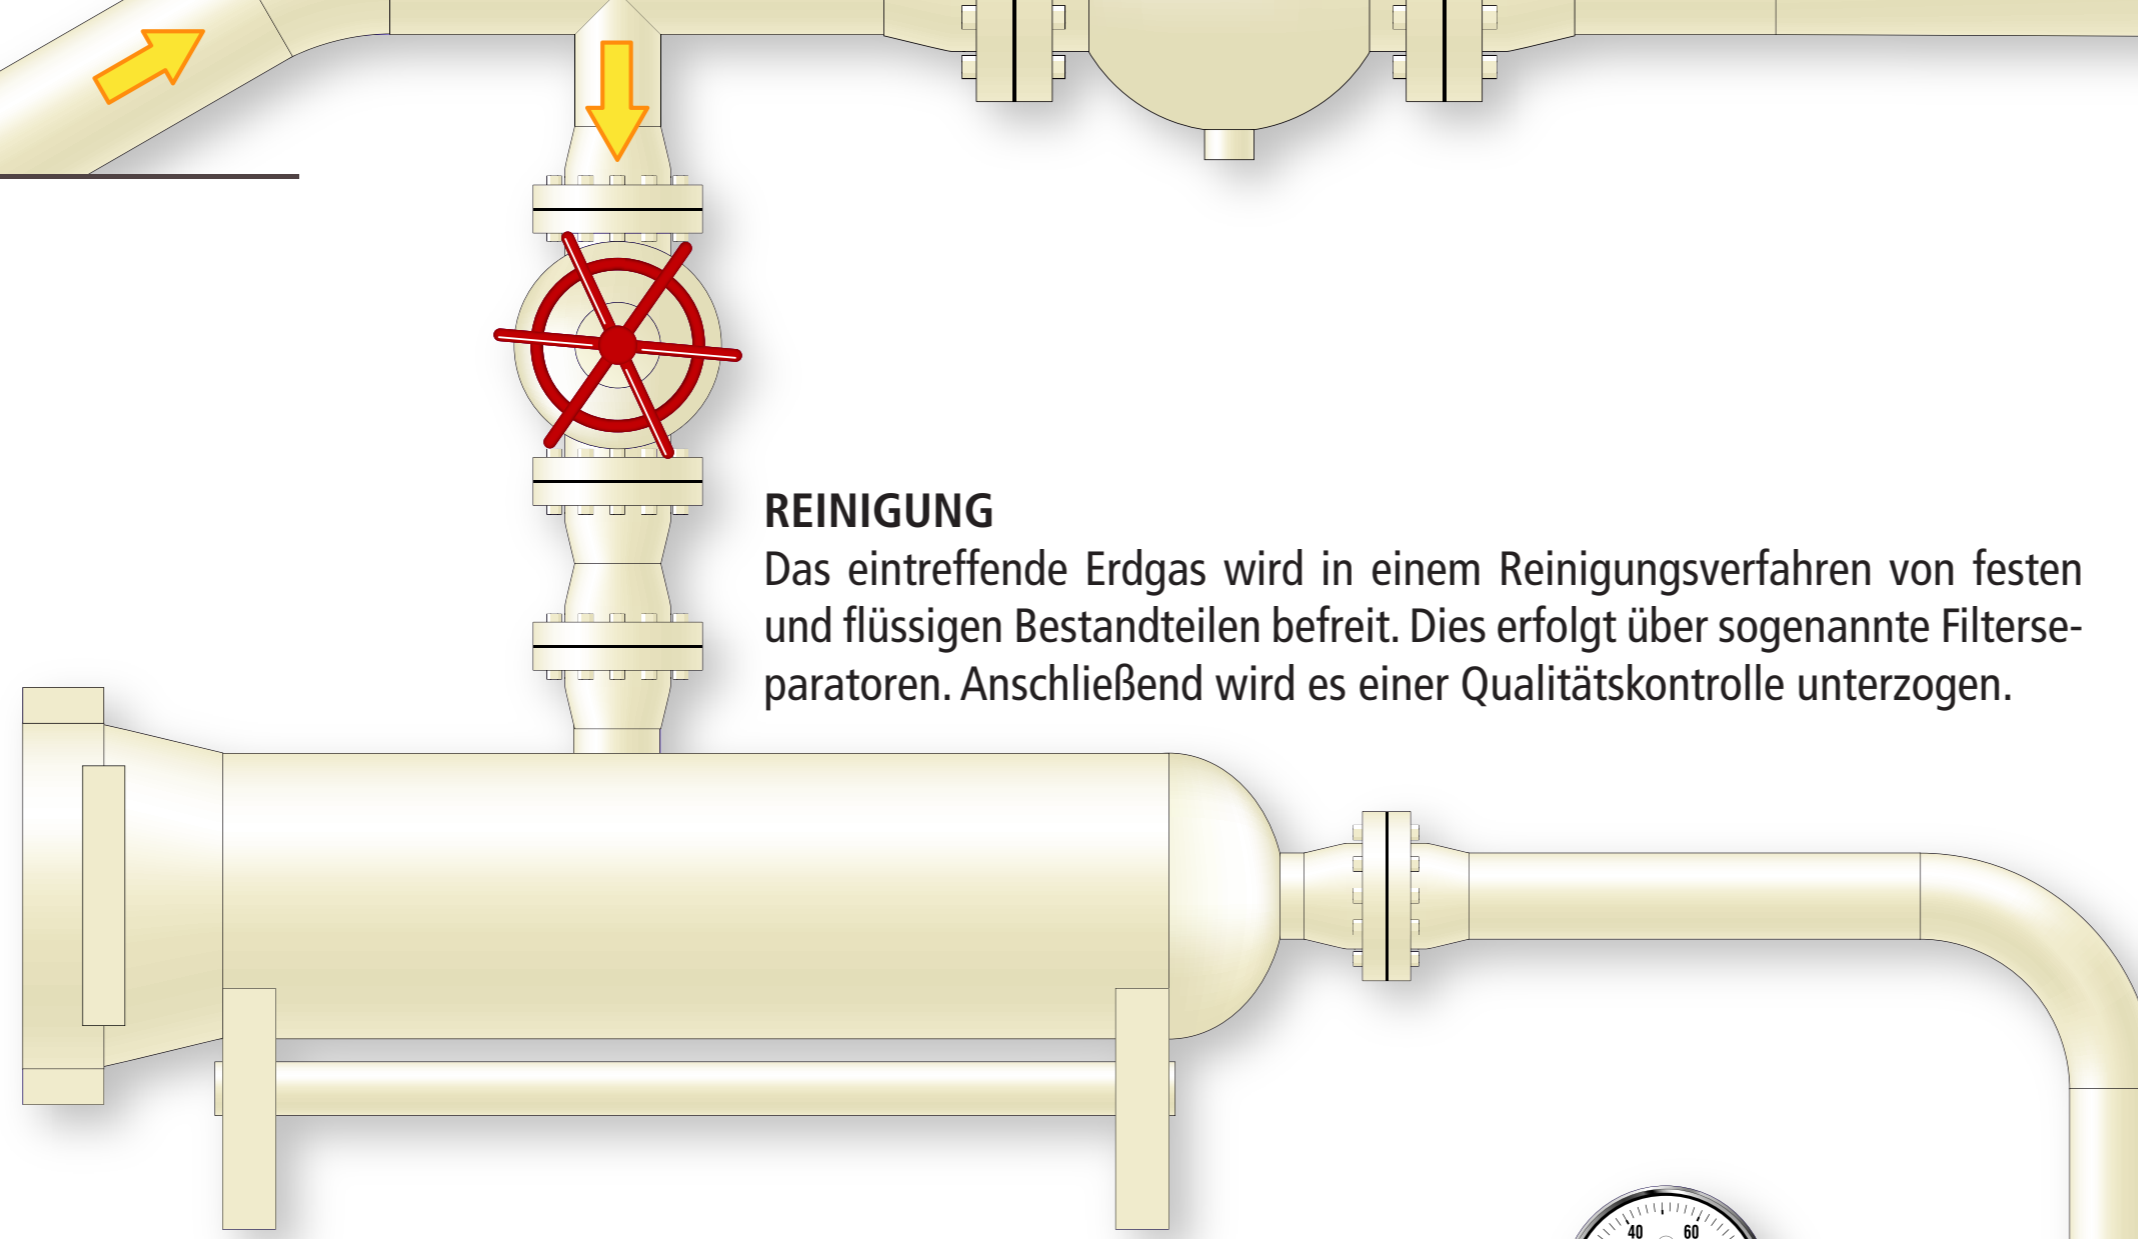 REINIGUNG
Das eintreffende Erdgas wird in einem Reinigungsverfahren von festen
und flüssigen Bestandteilen befreit. Dies erfolgt über sogenannte Filterse-
paratoren. Anschließend wird es einer Qualitätskontrolle unterzogen.
40 60